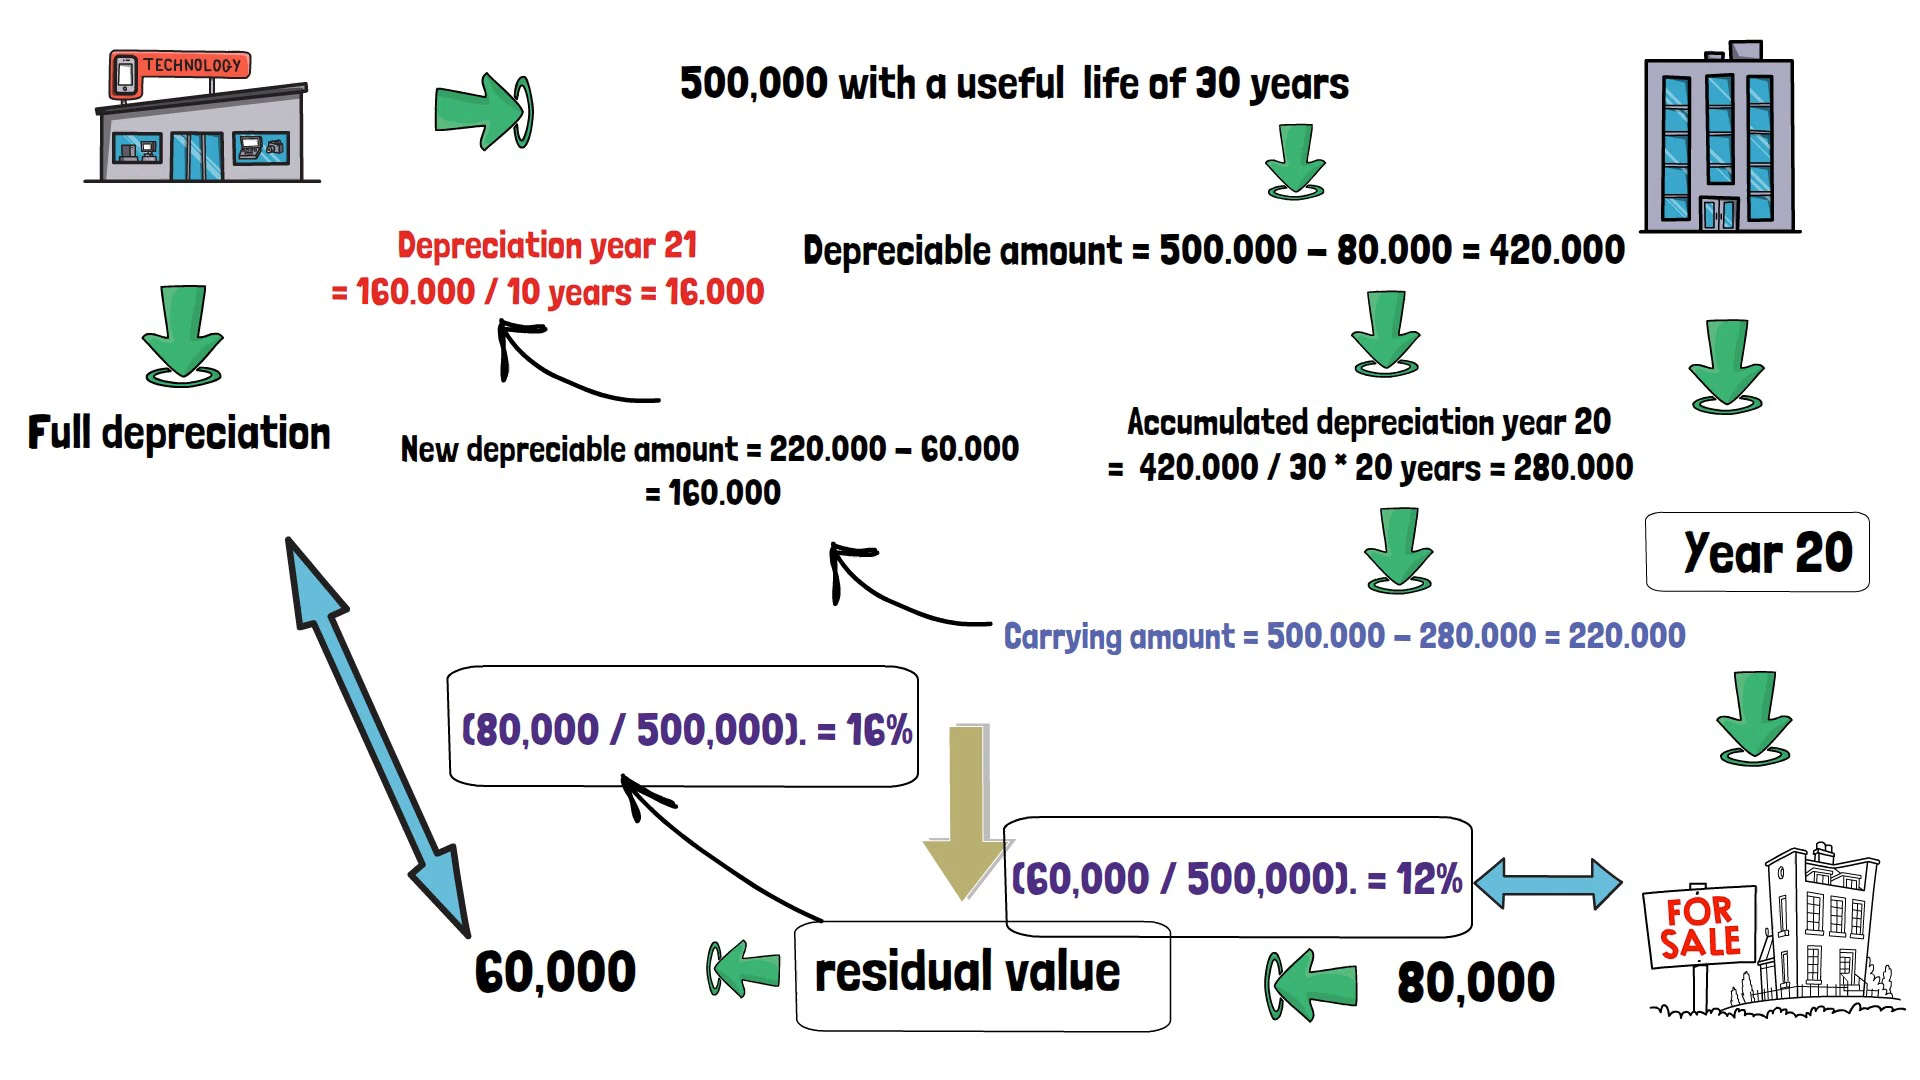 TECHNOLOGY
500,000 with a useful life of 30 years
Depreciation year 21
= 160.000 / 10 years = 16.000
Depreciable amount = 500.000 – 80.000 = 420.000
Full depreciation
New depreciable amount = 220.000 – 60.000
= 160.000
Accumulated depreciation year 20
= 420.000 / 30 * 20 years = 280.000
Year 20
Carrying amount = 500.000 – 280.000 = 220.000
(80,000 / 500,000). = 16%
(60,000 / 500,000). = 12%
FOR
SALE
60,000
residual value
80,000